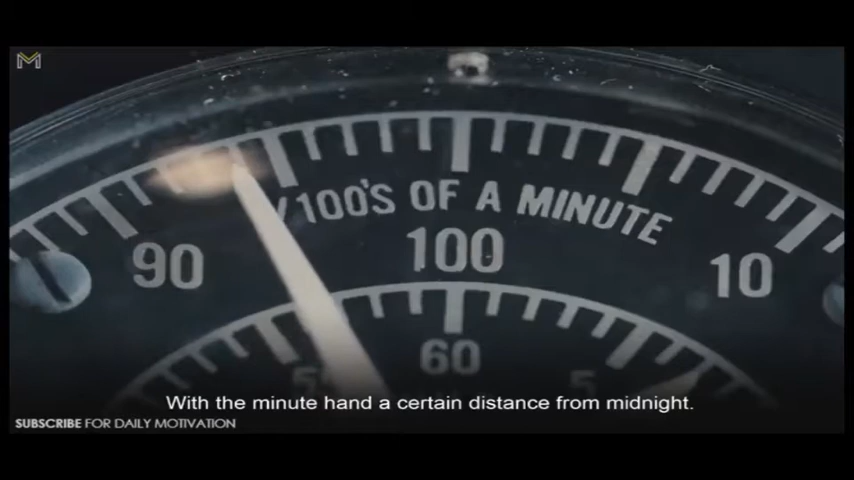 /100'S OF A MINUTE
90
100
10
60
5
With the minute hand a certain distance from midnight.
SUBSCRIBE FOR DAILY MOTIVATION